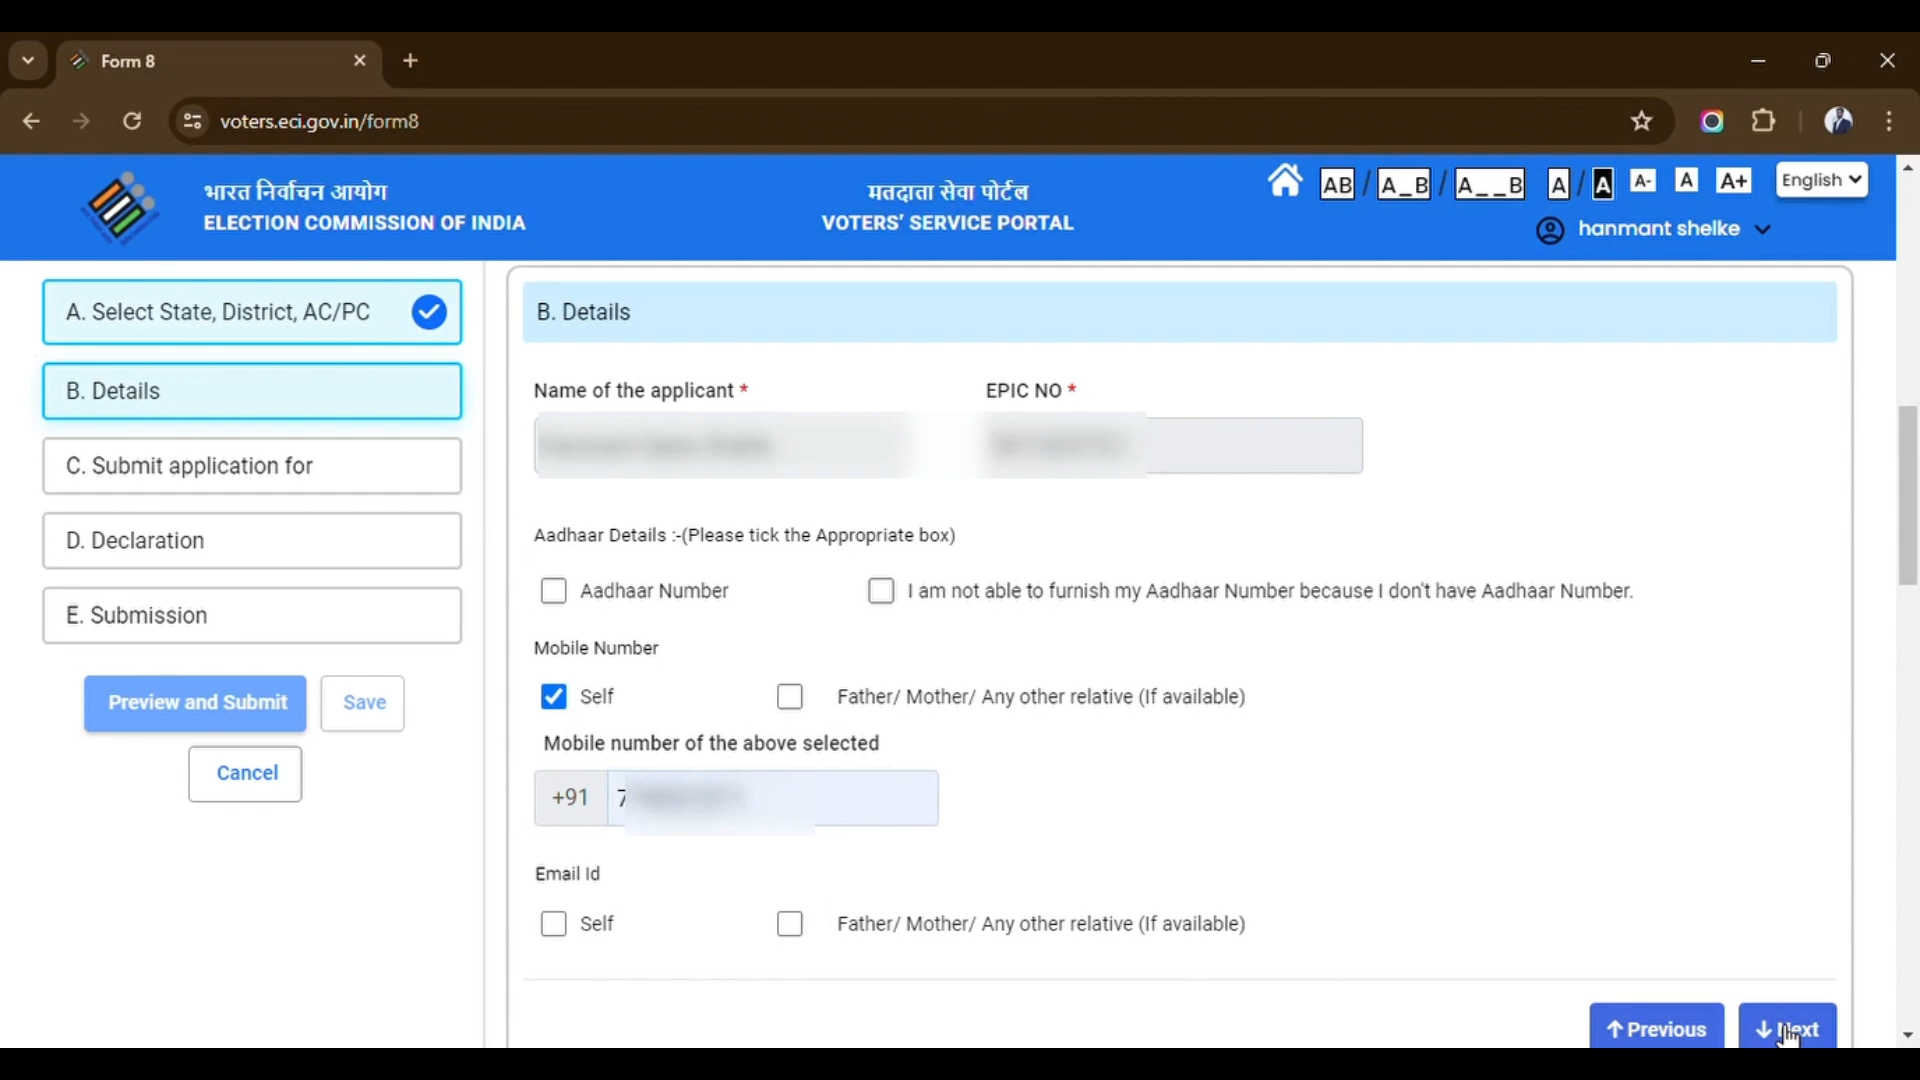 Form 8
voters.eci.gov.in/form8
भारत निर्वाचन आयोग
ELECTION COMMISSION OF INDIA
मतदाता सेवा पोर्टल
VOTERS' SERVICE PORTAL
AB / A_B / A__B A / A A- A A+ English
hanmant shelke
A. Select State, District, AC/PC
B. Details
C. Submit application for
D. Declaration
E. Submission
Preview and Submit
Save
Cancel
B. Details
Name of the applicant * EPIC NO *
Aadhaar Details :-(Please tick the Appropriate box)
Aadhaar Number I am not able to furnish my Aadhaar Number because I don't have Aadhaar Number.
Mobile Number
Self Father/ Mother/ Any other relative (If available)
Mobile number of the above selected
+91 7
Email Id
Self Father/ Mother/ Any other relative (If available)
Previous Next